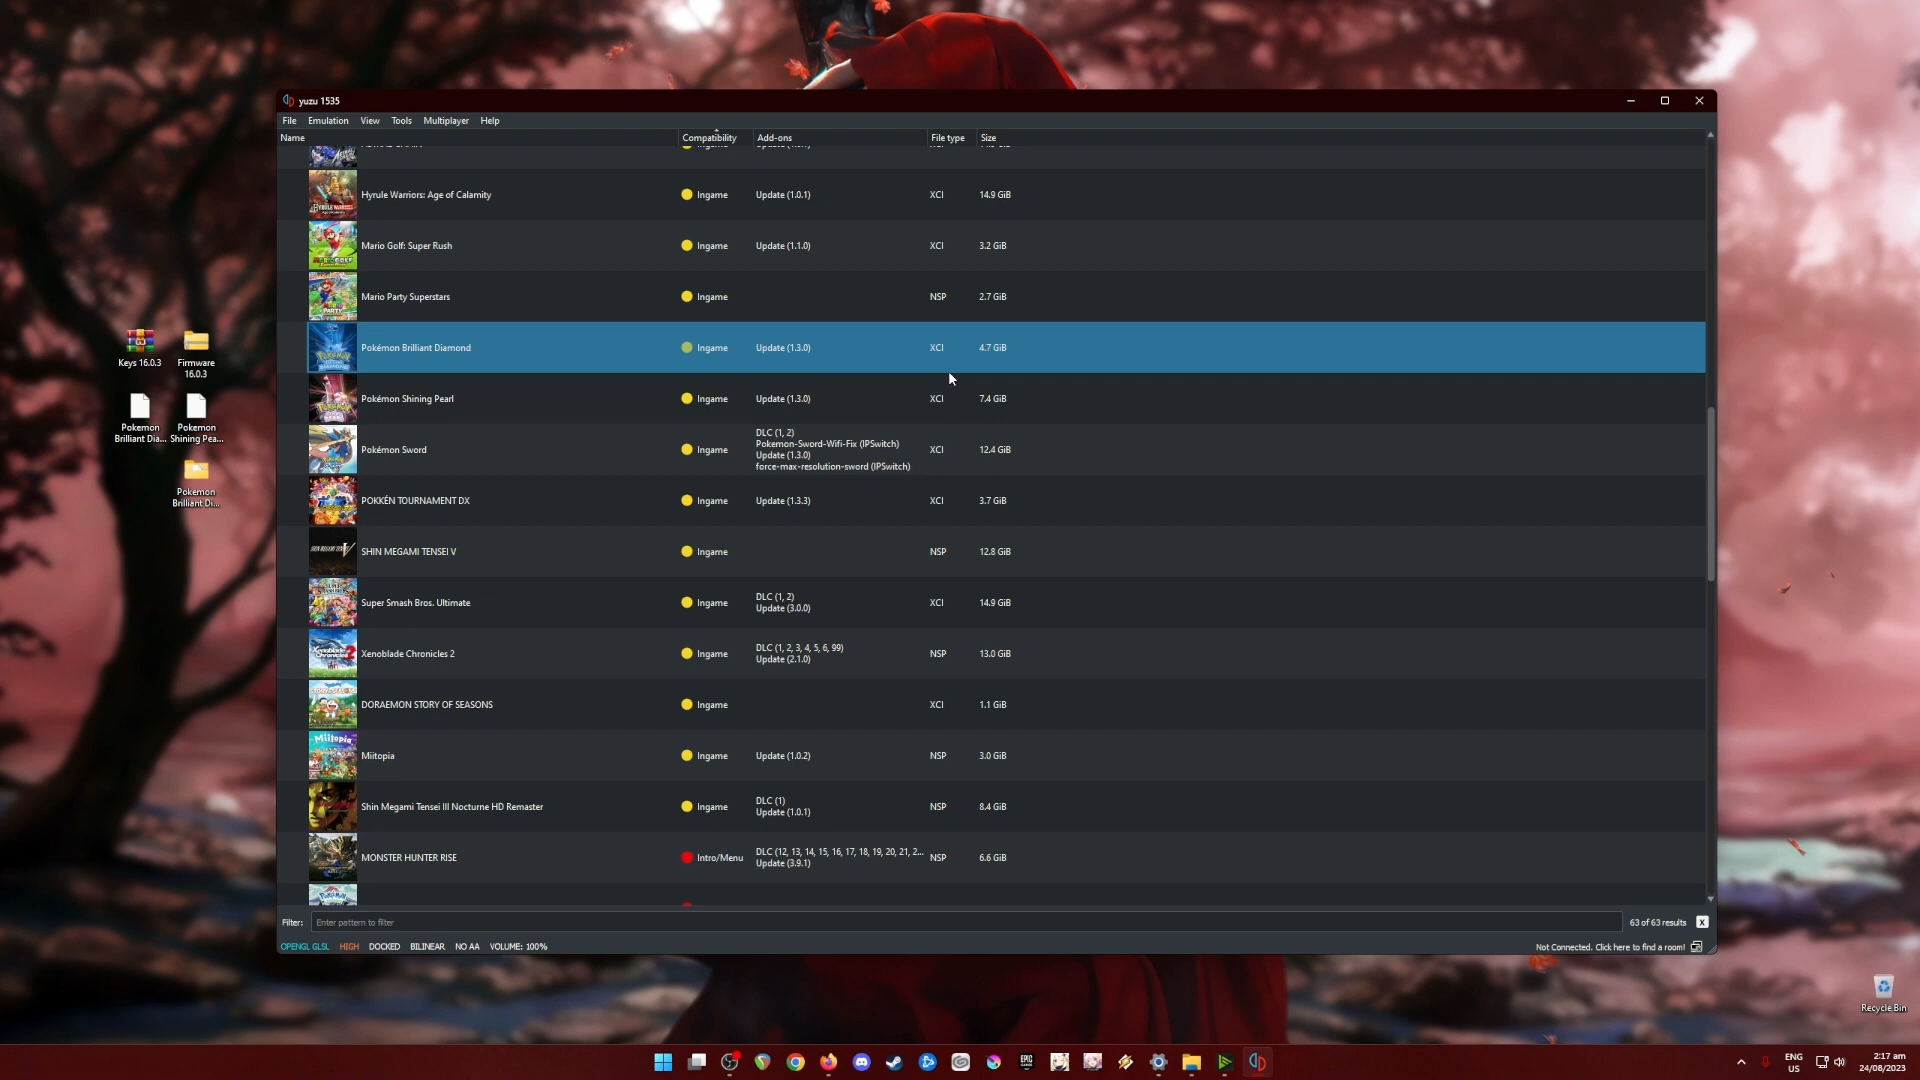 yuzu 1535
File Emulation View Tools Multiplayer Help
Name Compatibility Add-ons File type Size
Hyrule Warriors: Age of Calamity Ingame Update (1.0.1) XCI 14.9 GiB
Mario Golf: Super Rush Ingame Update (1.1.0) XCI 3.2 GiB
Mario Party Superstars Ingame NSP 2.7 GiB
Pokémon Brilliant Diamond Ingame Update (1.3.0) XCI 4.7 GiB
Pokémon Shining Pearl Ingame Update (1.3.0) XCI 7.4 GiB
DLC (1, 2)
Pokemon-Sword-Wifi-Fix (IPSwitch)
Pokémon Sword Ingame XCI 12.4 GiB
Update (1.3.0)
force-max-resolution-sword (IPSwitch)
POKKÉN TOURNAMENT DX Ingame Update (1.3.3) XCI 3.7 GiB
SHIN MEGAMI TENSEI V Ingame NSP 12.8 GiB
DLC (1, 2)
Super Smash Bros. Ultimate Ingame XCI 14.9 GiB
Update (3.0.0)
DLC (1, 2, 3, 4, 5, 6, 99)
Xenoblade Chronicles 2 Ingame NSP 13.0 GiB
Update (2.1.0)
DORAEMON STORY OF SEASONS Ingame XCI 1.1 GiB
Miitopia Ingame Update (1.0.2) NSP 3.0 GiB
DLC (1)
Shin Megami Tensei III Nocturne HD Remaster Ingame NSP 8.4 GiB
Update (1.0.1)
DLC (12, 13, 14, 15, 16, 17, 18, 19, 20, 21, 2...
MONSTER HUNTER RISE Intro/Menu NSP 6.6 GiB
Update (3.9.1)
Filter: Enter pattern to filter 63 of 63 results X
OPENGL GLSL HIGH DOCKED BILINEAR NO AA VOLUME: 100% Not Connected. Click here to find a room!
Keys 16.0.3
Firmware
16.0.3
Pokemon
Brilliant Dia...
Pokemon
Shining Pea...
Pokemon
Brilliant Di...
Recycle Bin
ENG
US
2:17 am
24/08/2023